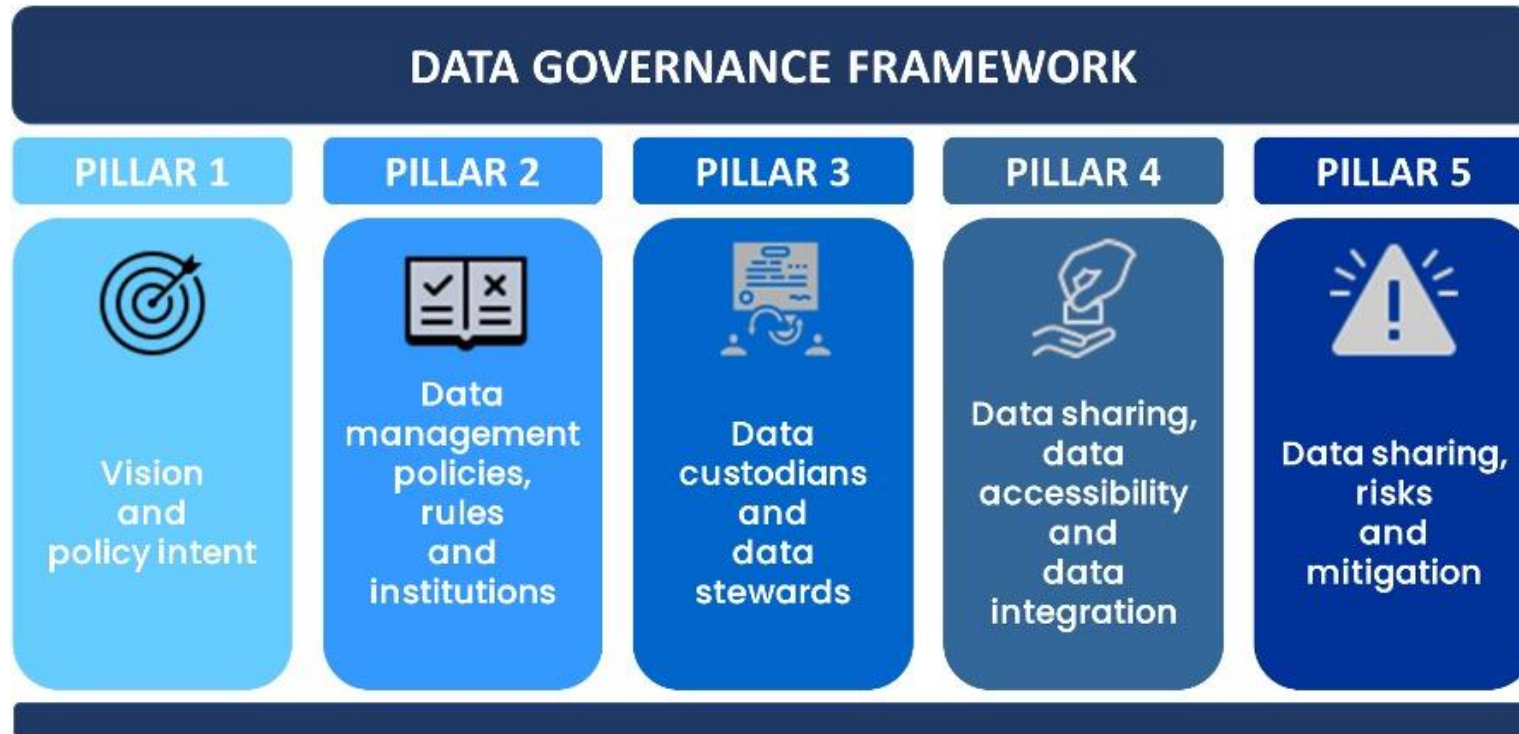 DATA GOVERNANCE FRAMEWORK
PILLAR 1
Vision
and
policy intent
PILLAR 2
Data
management
policies,
rules
and
institutions
PILLAR 3
Data
custodians
and
data
stewards
PILLAR 4
Data sharing,
data
accessibility
and
data
integration
PILLAR 5
Data sharing,
risks
and
mitigation